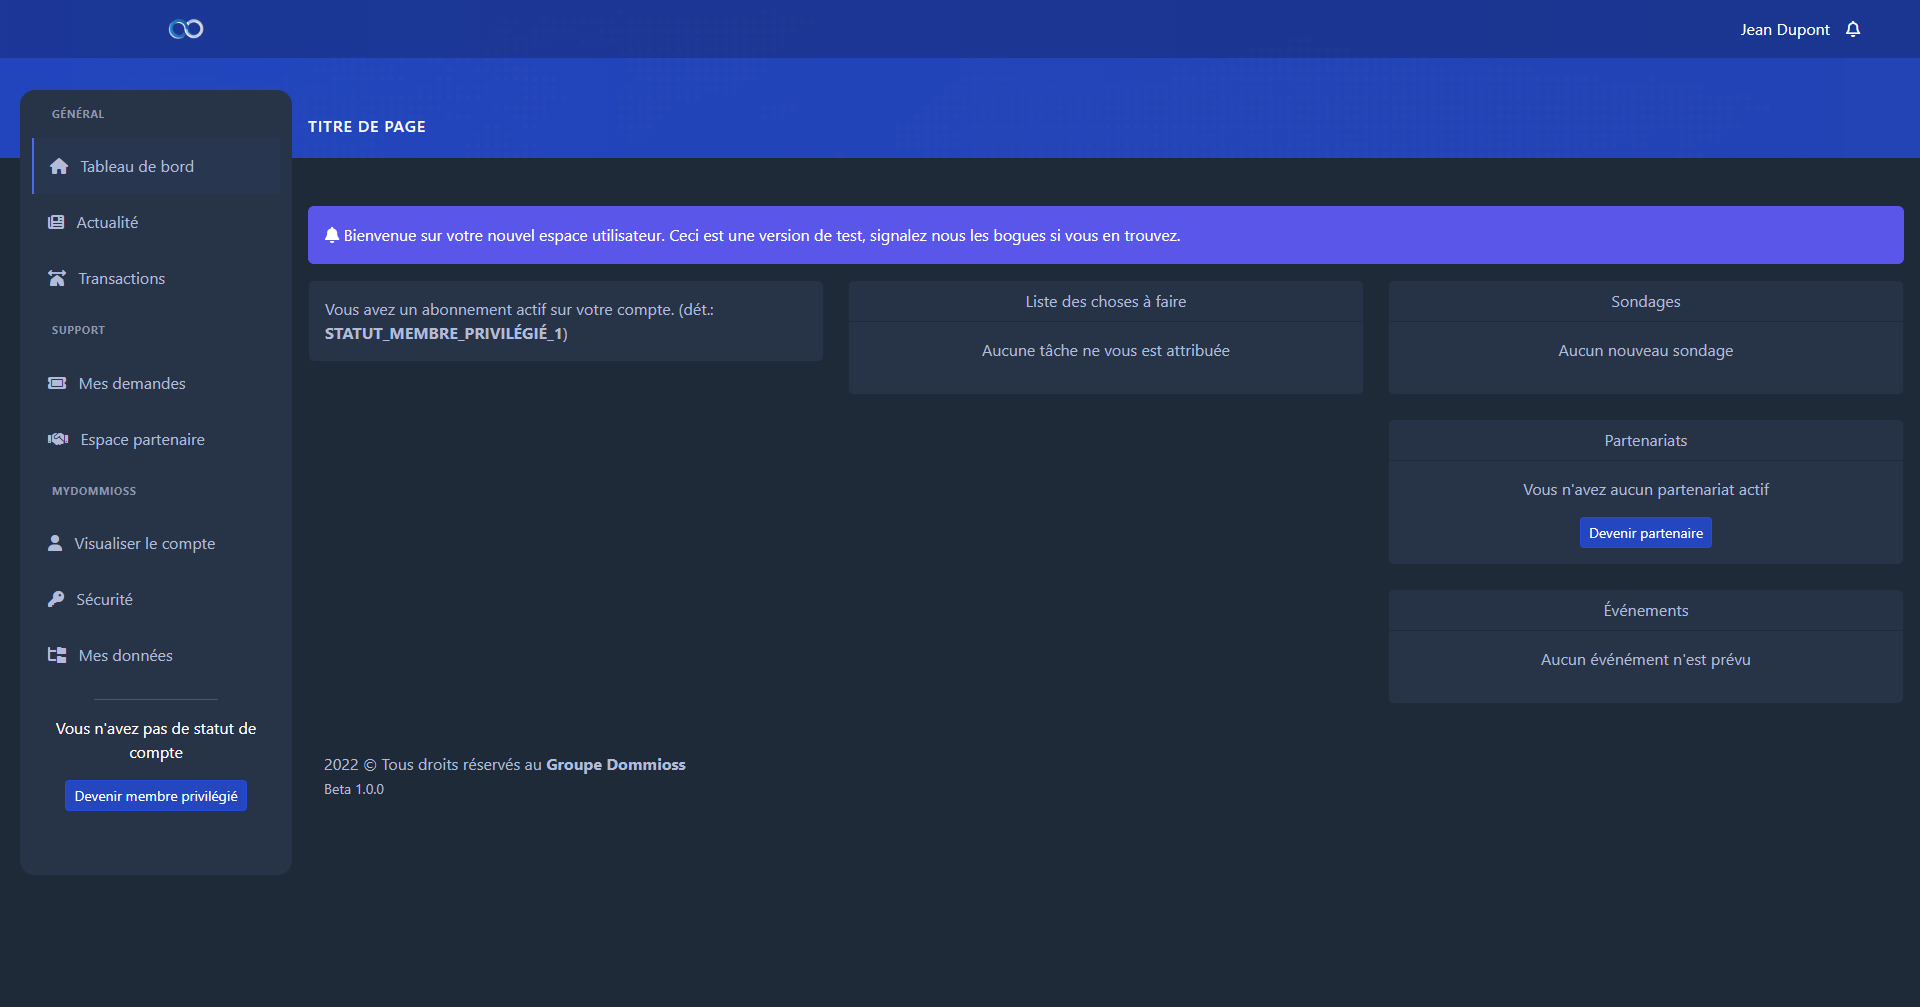 Jean Dupont
GÉNÉRAL
Tableau de bord
Actualité
Transactions
SUPPORT
Mes demandes
Espace partenaire
MYDOMMIOSS
Visualiser le compte
Sécurité
Mes données
Vous n'avez pas de statut de
compte
Devenir membre privilégié
TITRE DE PAGE
Bienvenue sur votre nouvel espace utilisateur. Ceci est une version de test, signalez nous les bogues si vous en trouvez.
Vous avez un abonnement actif sur votre compte. (dét.:
STATUT_MEMBRE_PRIVILÉGIÉ_1)
Liste des choses à faire
Aucune tâche ne vous est attribuée
Sondages
Aucun nouveau sondage
Partenariats
Vous n'avez aucun partenariat actif
Devenir partenaire
Événements
Aucun événément n'est prévu
2022 © Tous droits réservés au Groupe Dommioss
Beta 1.0.0